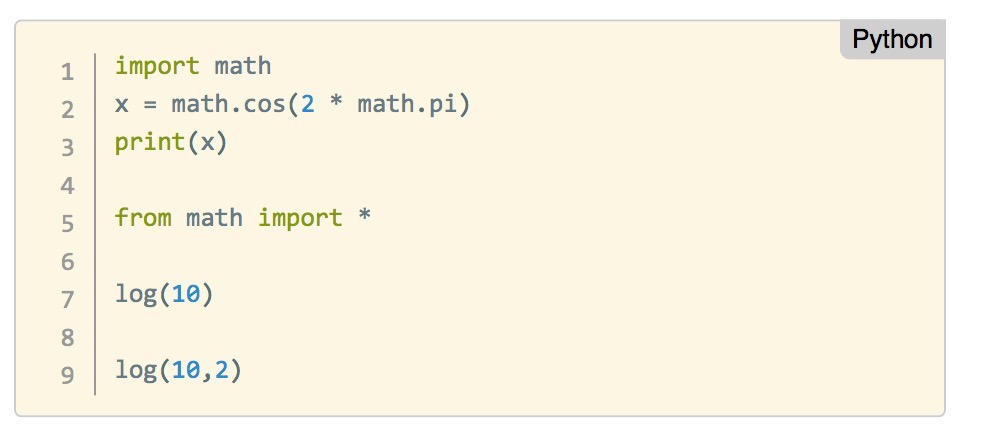 Python
1 import math
2 x = math.cos(2 * math.pi)
3 print(x)
4
5 from math import *
6
7 log(10)
8
9 log(10,2)